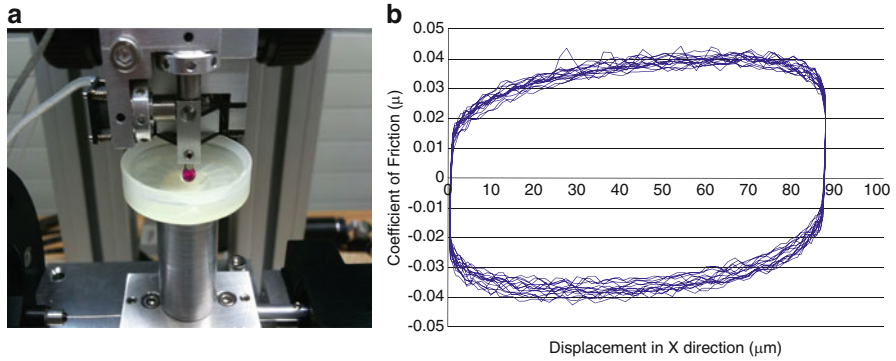 a
b
0.05
0.04
0.03
0.02
0.01
0
-0.01
-0.02
-0.03
-0.04
-0.05
10 20 30 40 50 60 70 80 90 100
0
Coefficient of Friction (μ)
Displacement in X direction (μm)